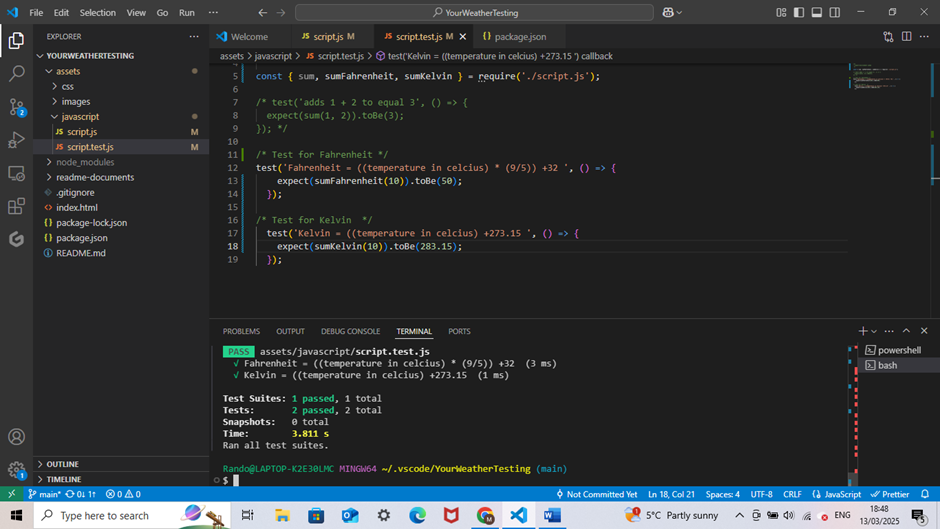 File Edit Selection View Go Run ··· YourWeatherTesting
EXPLORER ···
YOURWEATHERTESTING
assets
css
images
javascript
JS script.js M
JS script.test.js M
node_modules
readme-documents
.gitignore
<> index.html
{} package-lock.json
{} package.json
README.md
OUTLINE
TIMELINE
Welcome JS script.js M JS script.test.js M {} package.json
assets > javascript > JS script.test.js > test('Kelvin = ((temperature in celcius) +273.15 ') callback
5 const { sum, sumFahrenheit, sumKelvin } = require('./script.js');
6
7 /* test('adds 1 + 2 to equal 3', () => {
8 expect(sum(1, 2)).toBe(3);
9 }); */
10
11 /* Test for Fahrenheit */
12 test('Fahrenheit = ((temperature in celcius) * (9/5)) +32 ', () => {
13 expect(sumFahrenheit(10)).toBe(50);
14 });
15
16 /* Test for Kelvin */
17 test('Kelvin = ((temperature in celcius) +273.15 ', () => {
18 expect(sumKelvin(10)).toBe(283.15);
19 });
PROBLEMS OUTPUT DEBUG CONSOLE TERMINAL PORTS
powershell
bash
PASS assets/javascript/script.test.js
√ Fahrenheit = ((temperature in celcius) * (9/5)) +32 (3 ms)
√ Kelvin = ((temperature in celcius) +273.15 (1 ms)
Test Suites: 1 passed, 1 total
Tests: 2 passed, 2 total
Snapshots: 0 total
Time: 3.811 s
Ran all test suites.
Rando@LAPTOP-K2E30LMC MINGW64 ~/.vscode/YourWeatherTesting (main)
$
main* 0↓ 1↑ 0 0 Not Committed Yet Ln 18, Col 21 Spaces: 4 UTF-8 CRLF JavaScript Prettier
Type here to search 5°C Partly sunny ENG 18:48
13/03/2025 5